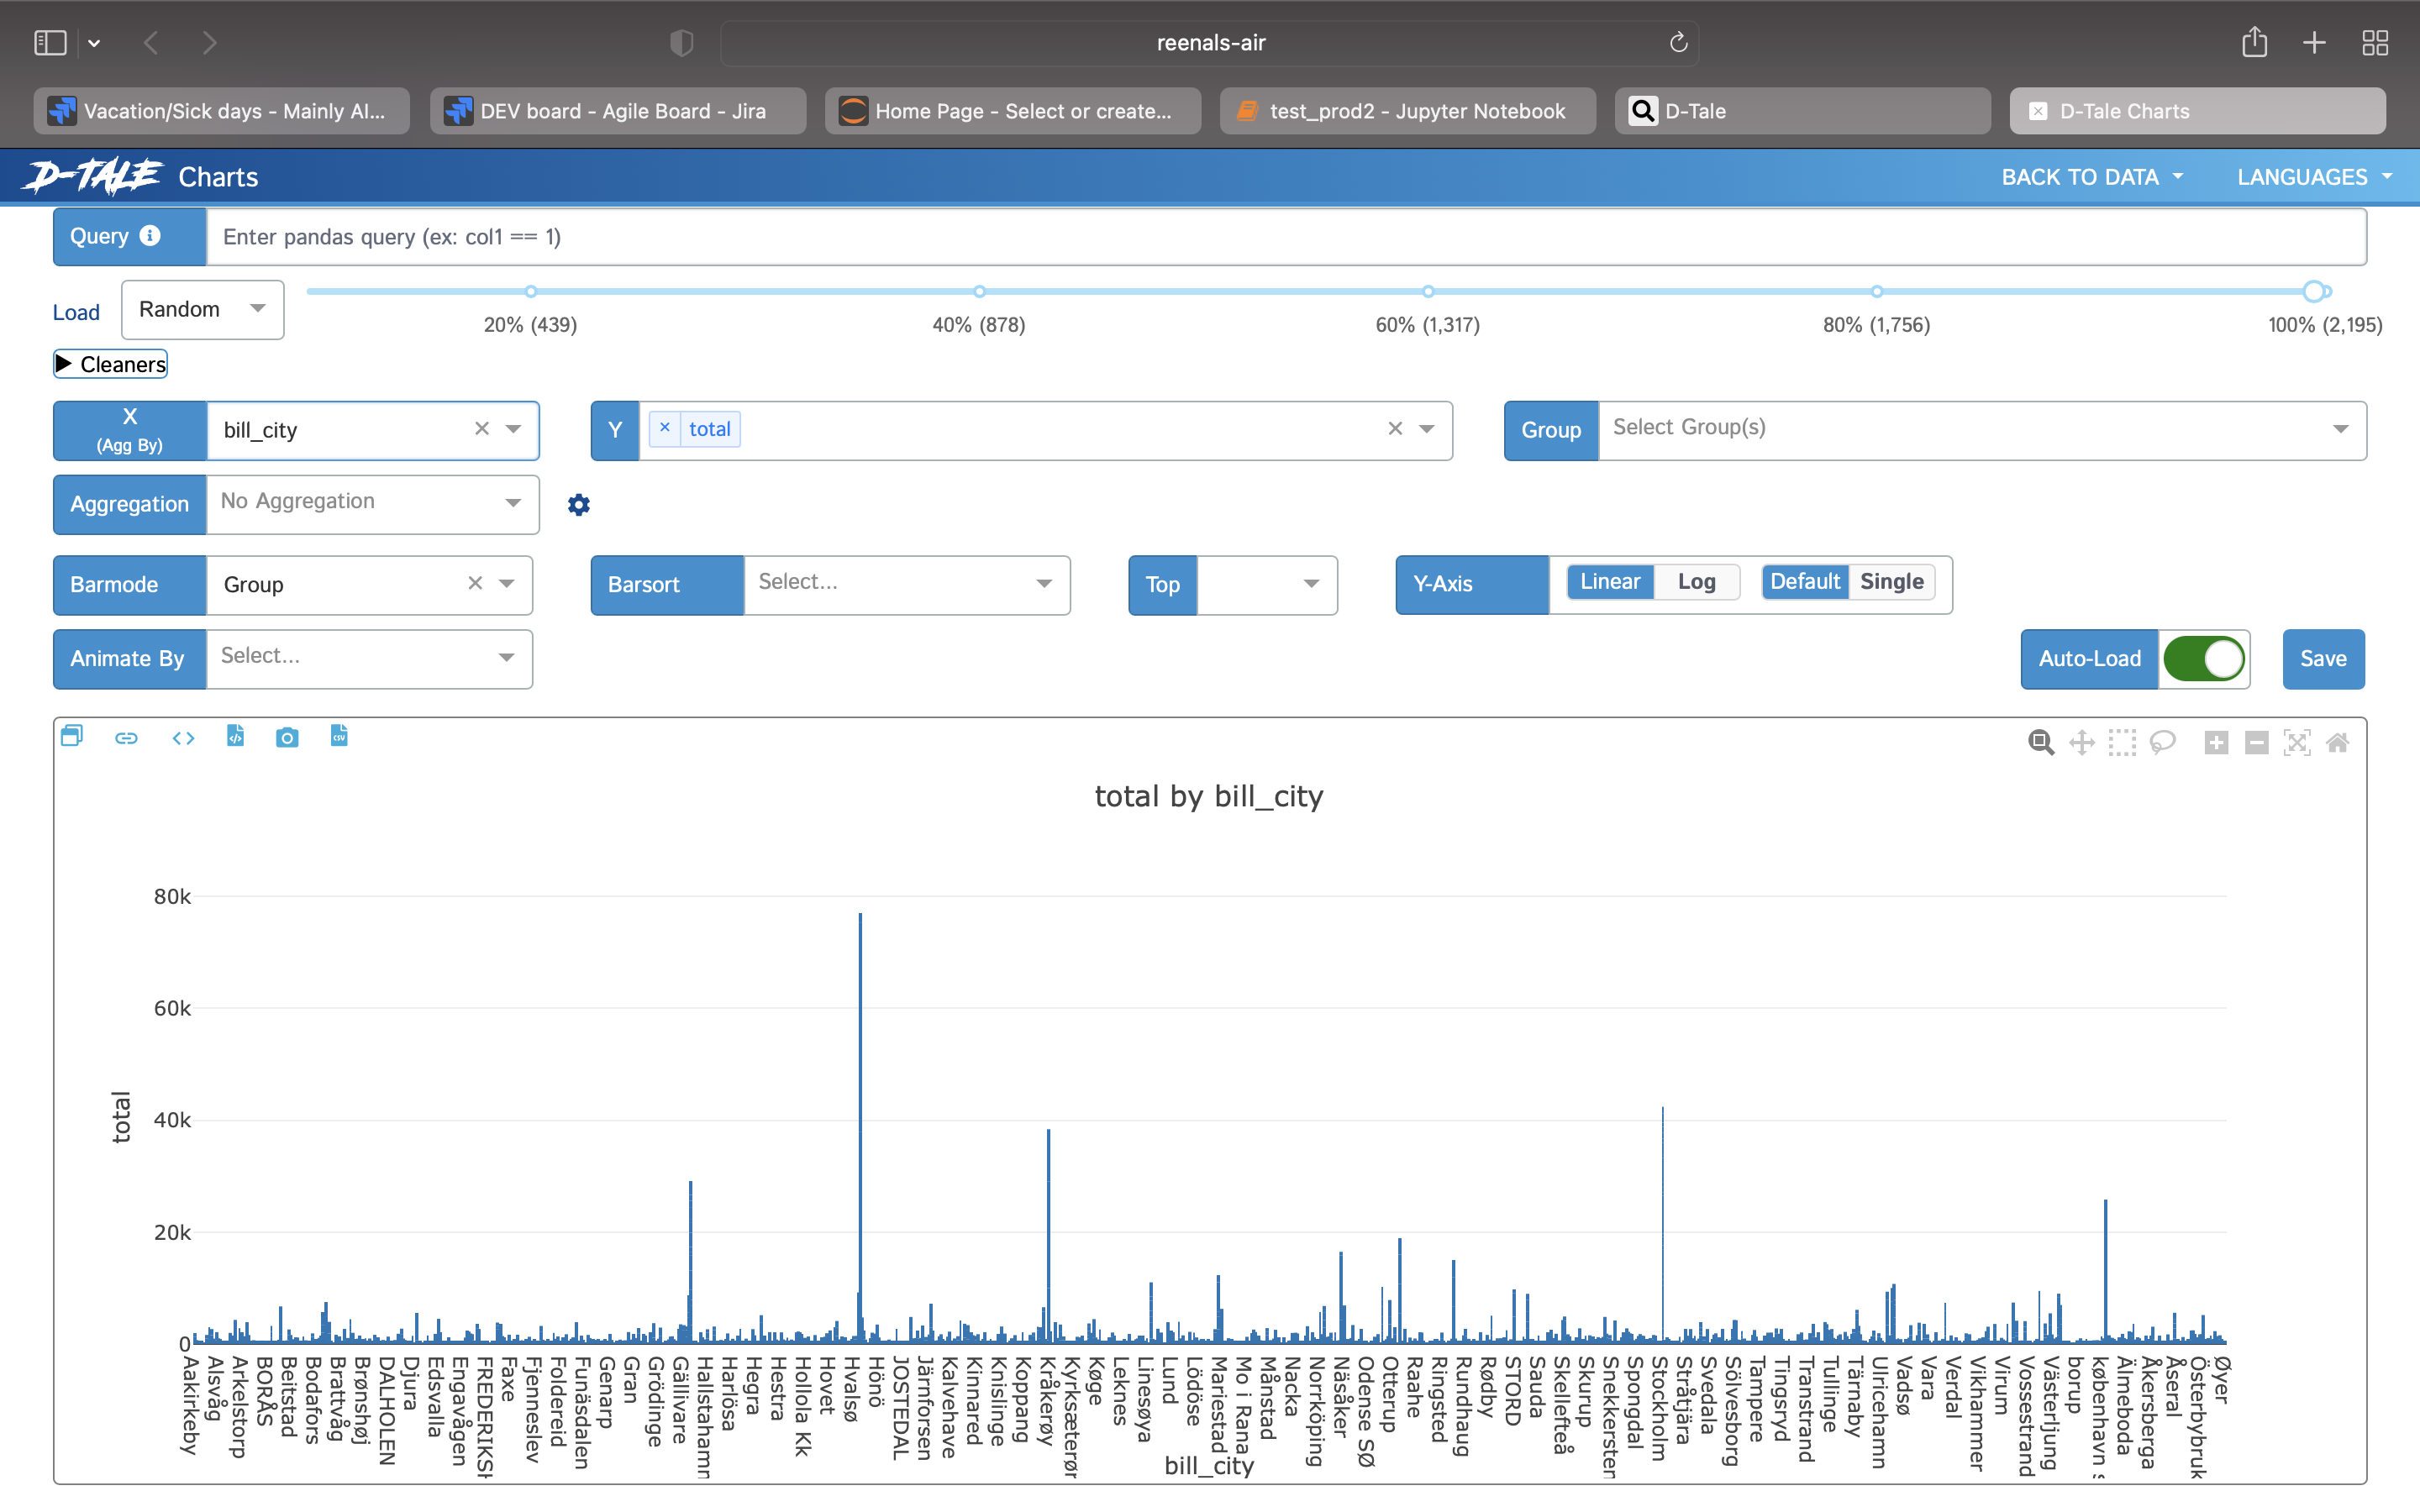 reenals-air
Vacation/Sick days - Mainly AI...
DEV board - Agile Board - Jira
Home Page - Select or create...
test_prod2 - Jupyter Notebook
D-Tale
D-Tale Charts
D-TALE Charts
BACK TO DATA
LANGUAGES
Query
Enter pandas query (ex: col1 == 1)
Load
Random
20% (439)
40% (878)
60% (1,317)
80% (1,756)
100% (2,195)
Cleaners
X
(Agg By)
bill_city
Y
total
Group
Select Group(s)
Aggregation
No Aggregation
Barmode
Group
Barsort
Select...
Top
Y-Axis
Linear
Log
Default
Single
Animate By
Select...
Auto-Load
Save
CSV
total by bill_city
80k
60k
40k
20k
0
total
Aakirkeby
Alsvåg
Arkelstorp
BORÅS
Beitstad
Bodafors
Brattvåg
Brønshøj
DALHOLEN
Djura
Edsvalla
Engavågen
FREDERIKSH
Faxe
Fjenneslev
Foldereid
Funäsdalen
Genarp
Gran
Grödinge
Gällivare
Hallstahamn
Harlösa
Hegra
Hestra
Hollola Kk
Hovet
Hvalsø
Hönö
JOSTEDAL
Järnforsen
Kalvehave
Kinnared
Knislinge
Koppang
Kråkerøy
Kyrksæterør
Køge
Leknes
Linesøya
Lund
Lödöse
Mariestad
Mo i Rana
Månstad
Nacka
Norrköping
Näsåker
Odense SØ
Otterup
Raahe
Ringsted
Rundhaug
Rødby
STORD
Sauda
Skellefteå
Skurup
Snekkersten
Spongdal
Stockholm
Stråtjära
Svedala
Sölvesborg
Tampere
Tingsryd
Transtrand
Tullinge
Tärnaby
Ulricehamn
Vadsø
Vara
Verdal
Vikhammer
Virum
Vossestrand
Västerljung
borup
københavn s
Älmeboda
Åkersberga
Åseral
Österbybruk
Øyer
bill_city